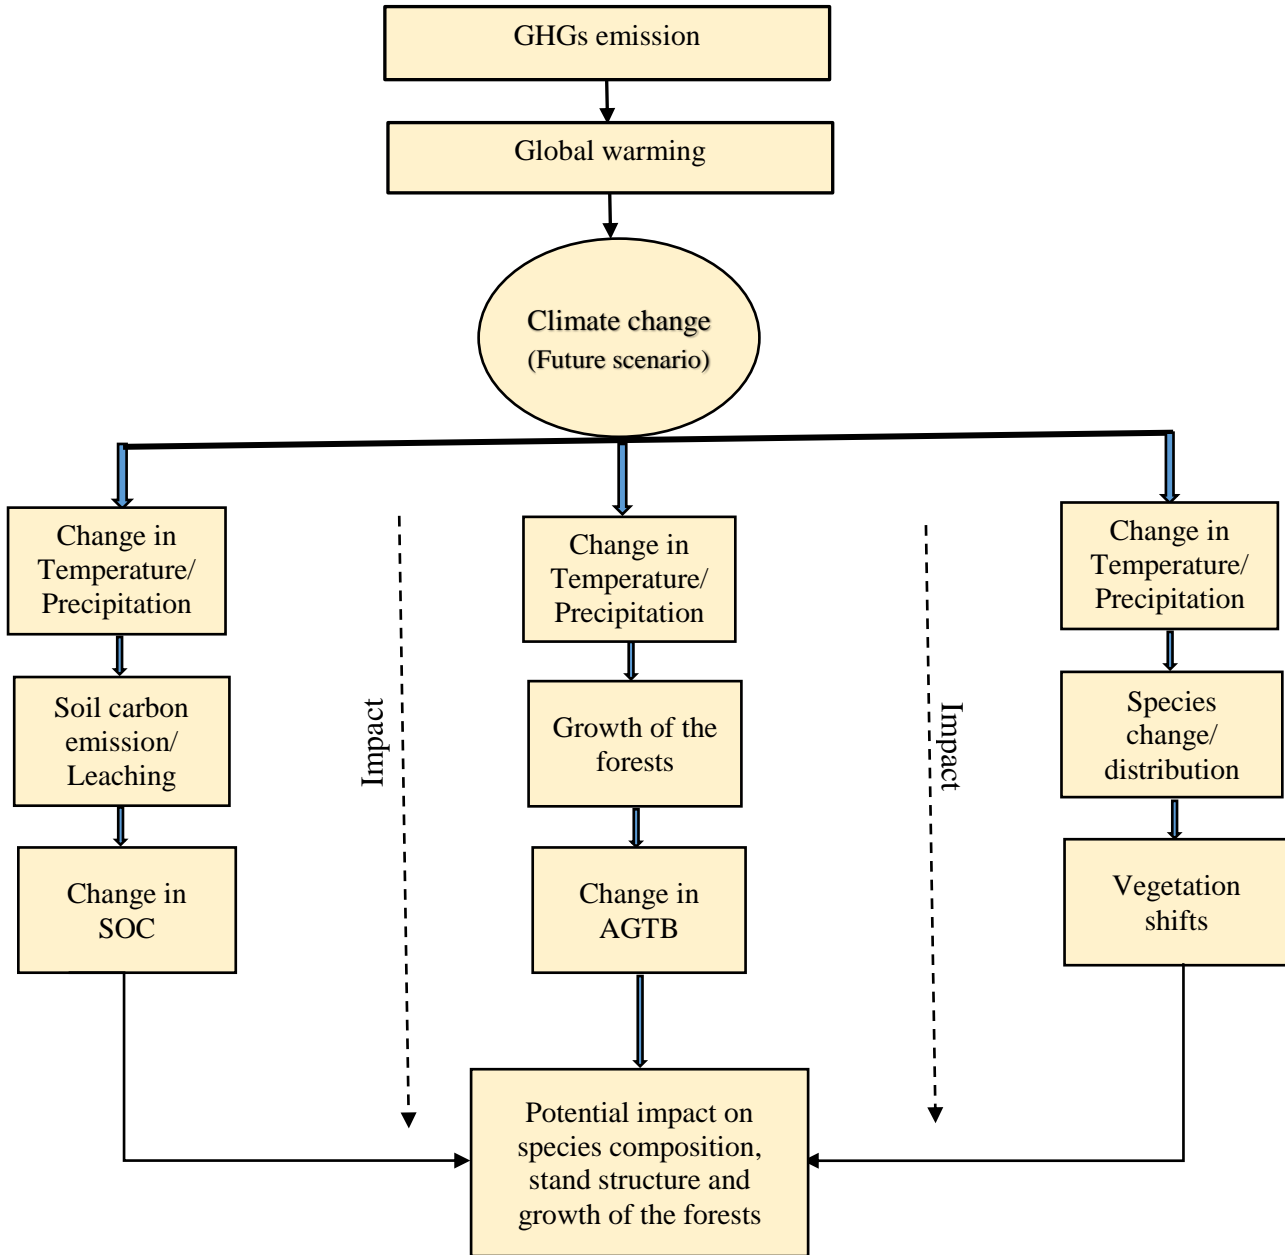 GHGs emission
Global warming
Climate change
(Future scenario)
Change in
Temperature/
Precipitation
Change in
Temperature/
Precipitation
Change in
Temperature/
Precipitation
Soil carbon
emission/
Leaching
Impact
Growth of the
forests
Impact
Species
change/
distribution
Change in
SOC
Change in
AGTB
Vegetation
shifts
Potential impact on
species composition,
stand structure and
growth of the forests